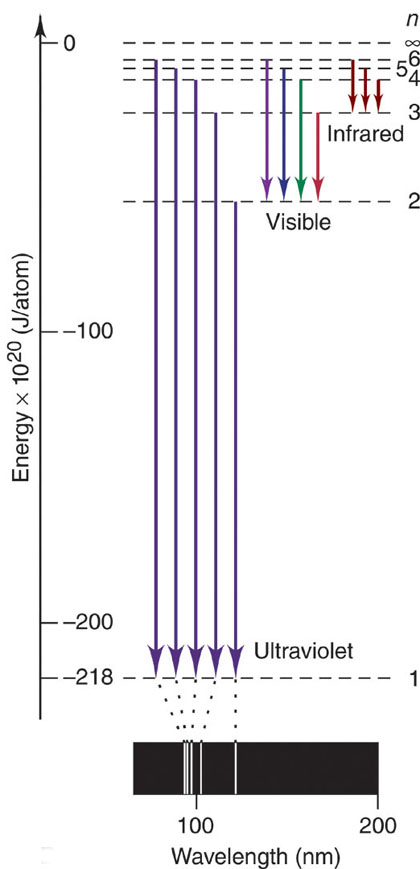 n
0
∞
6
5
4
3
Infrared
2
Visible
Energy × 10²⁰ (J/atom)
–100
–200
Ultraviolet
–218
1
100
200
Wavelength (nm)